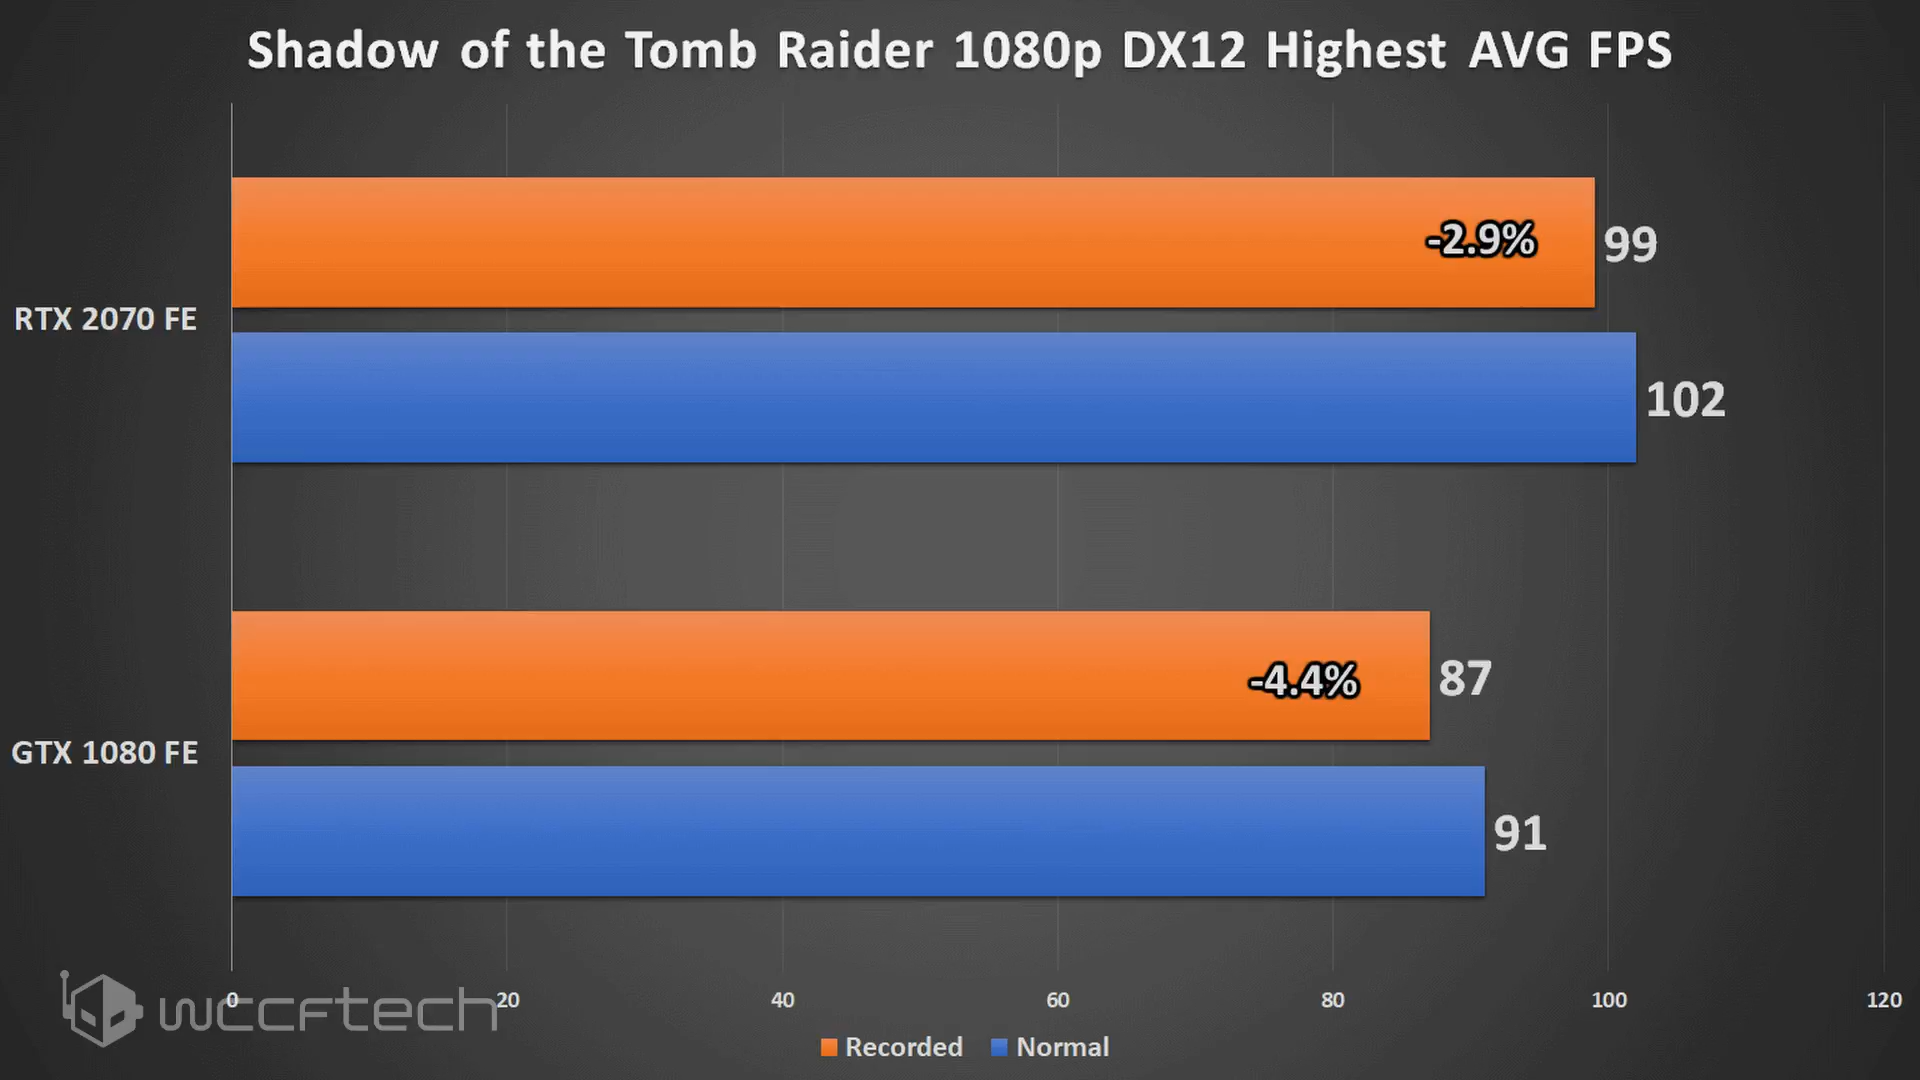 Shadow of the Tomb Raider 1080p DX12 Highest AVG FPS
-2.9% 99
RTX 2070 FE
102
-4.4% 87
GTX 1080 FE
91
0 20 40 60 80 100 120
wccftech
Recorded Normal